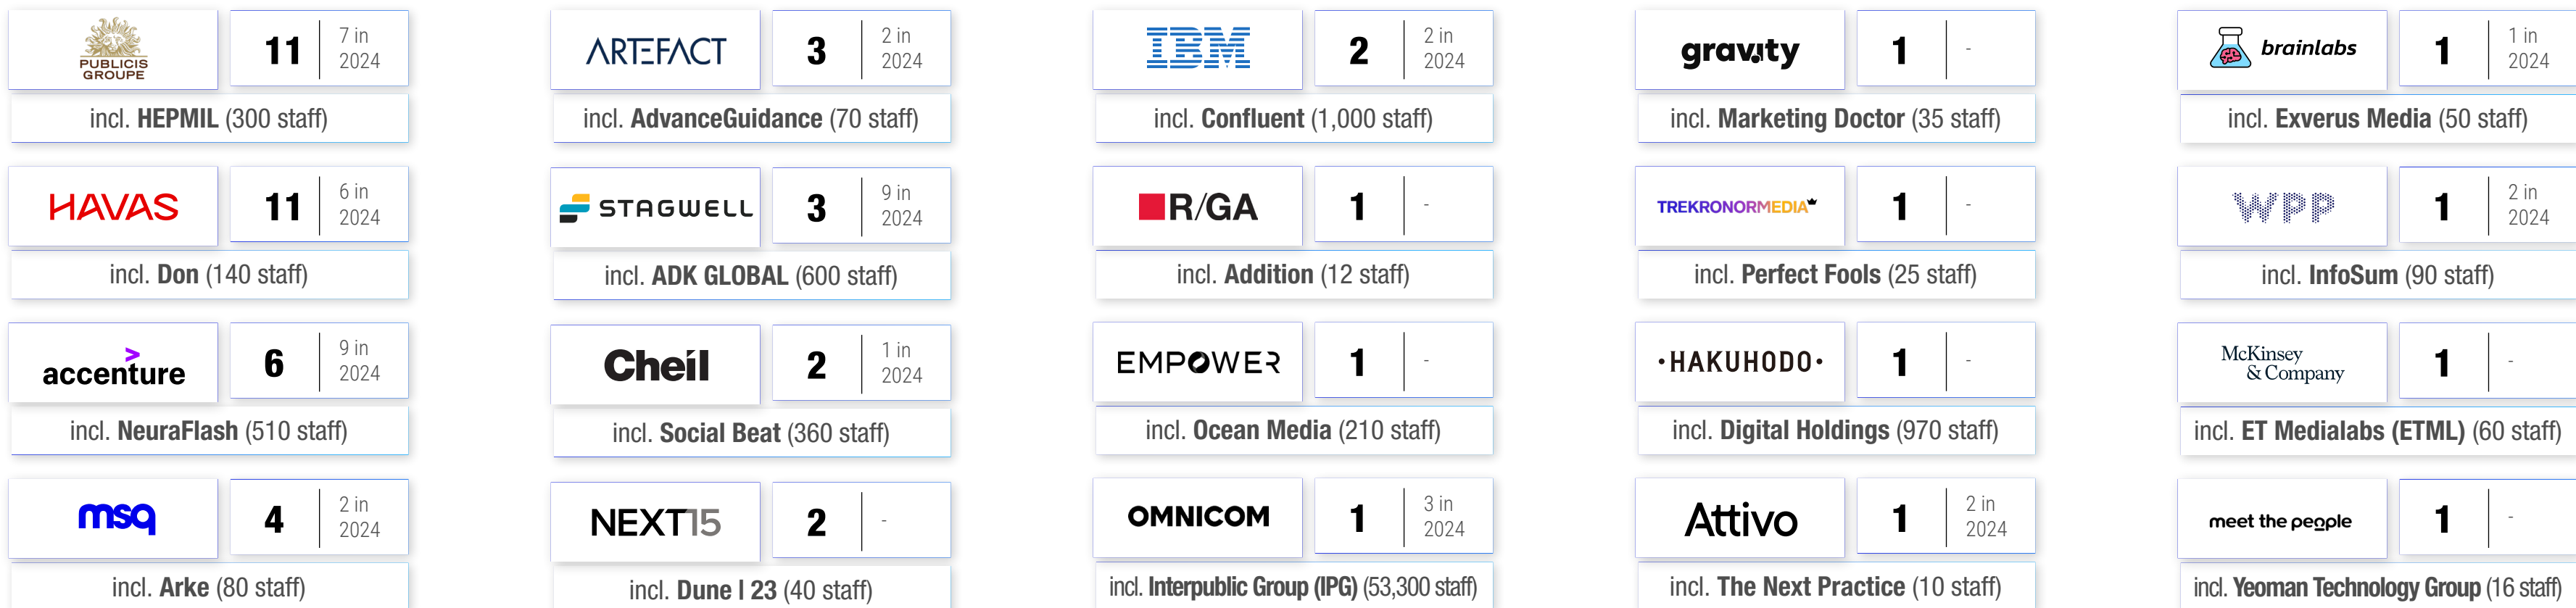 PUBLICIS
GROUPE
11
7 in
2024
incl. HEPMIL (300 staff)
HAVAS
11
6 in
2024
incl. Don (140 staff)
accenture
6
9 in
2024
incl. NeuraFlash (510 staff)
msq
4
2 in
2024
incl. Arke (80 staff)
ARTEFACT
3
2 in
2024
incl. AdvanceGuidance (70 staff)
STAGWELL
3
9 in
2024
incl. ADK GLOBAL (600 staff)
Cheil
2
1 in
2024
incl. Social Beat (360 staff)
NEXT15
2
-
incl. Dune | 23 (40 staff)
IBM
2
2 in
2024
incl. Confluent (1,000 staff)
R/GA
1
-
incl. Addition (12 staff)
EMPOWER
1
-
incl. Ocean Media (210 staff)
OMNICOM
1
3 in
2024
incl. Interpublic Group (IPG) (53,300 staff)
gravity
1
-
incl. Marketing Doctor (35 staff)
TREKRONORMEDIA
1
-
incl. Perfect Fools (25 staff)
•HAKUHODO•
1
-
incl. Digital Holdings (970 staff)
Attivo
1
2 in
2024
incl. The Next Practice (10 staff)
brainlabs
1
1 in
2024
incl. Exverus Media (50 staff)
WPP
1
2 in
2024
incl. InfoSum (90 staff)
McKinsey
& Company
1
-
incl. ET Medialabs (ETML) (60 staff)
meet the people
1
-
incl. Yeoman Technology Group (16 staff)